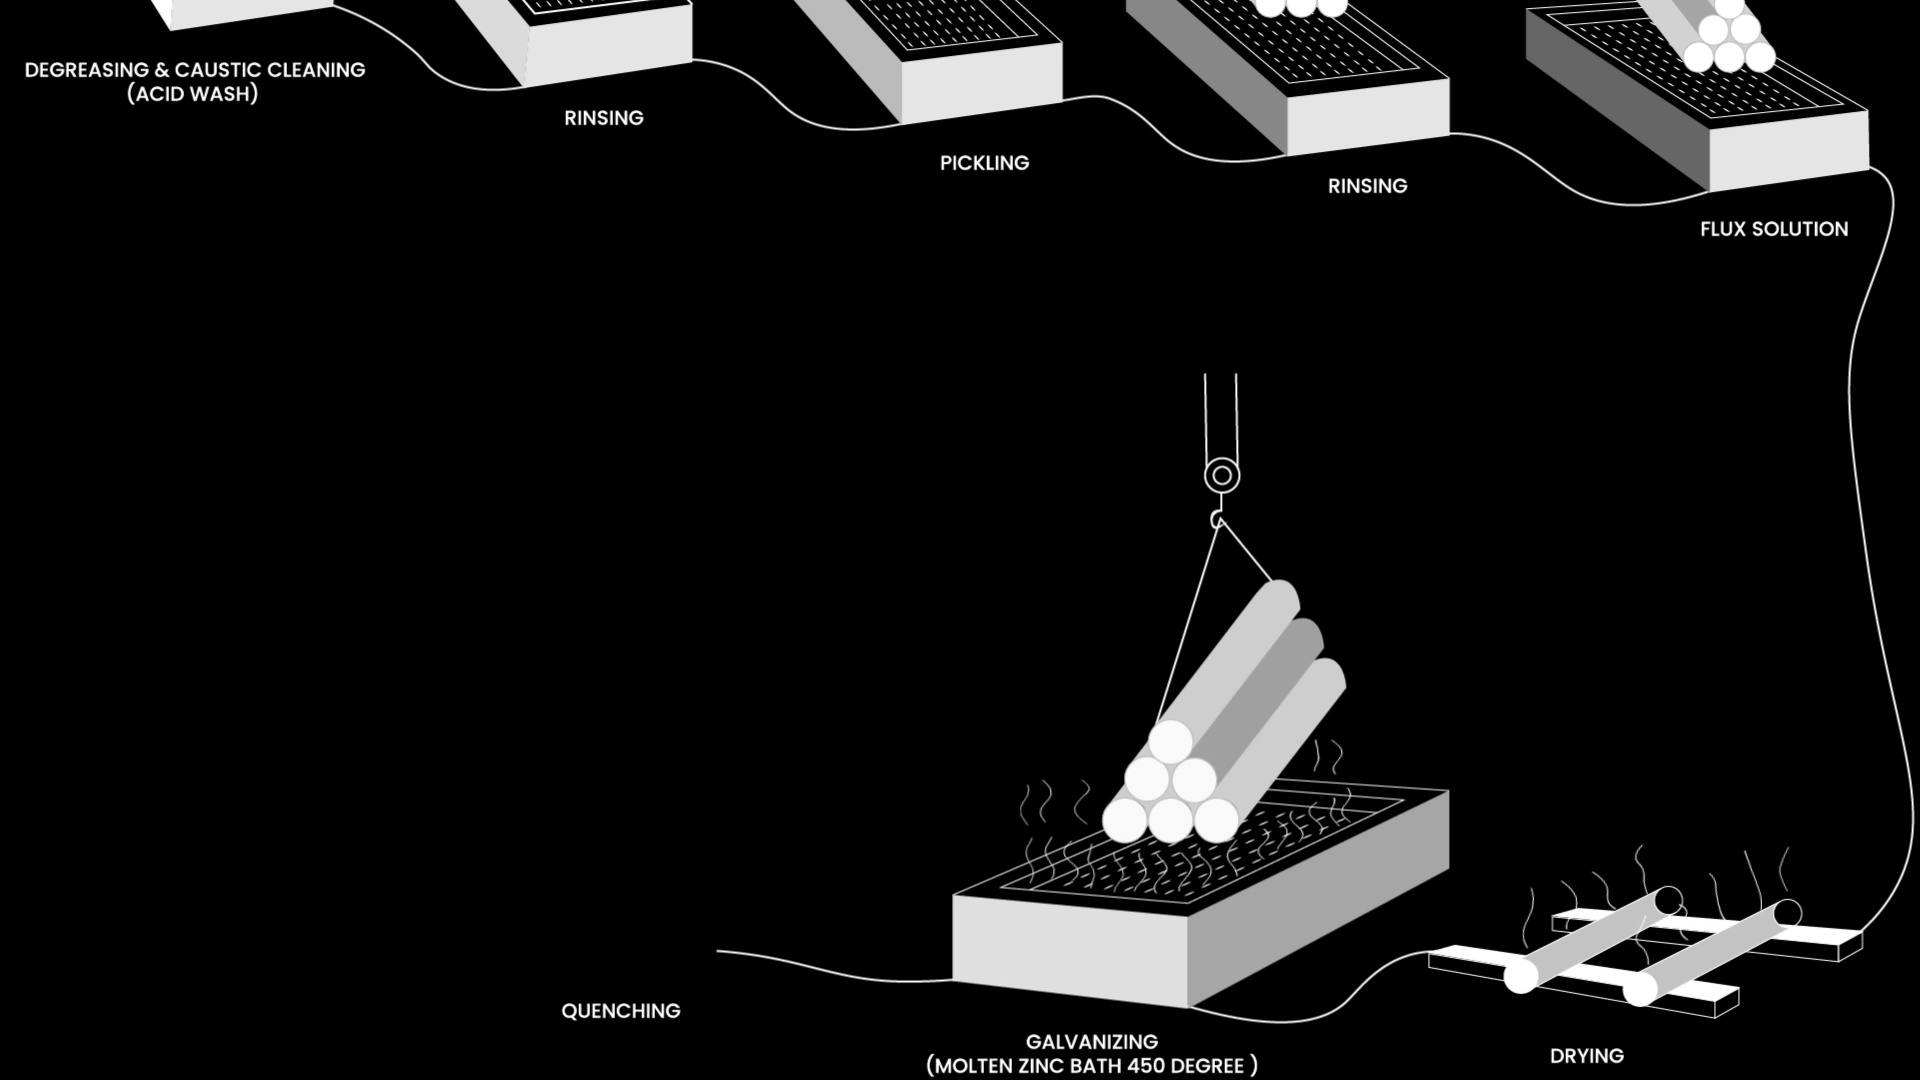 DEGREASING & CAUSTIC CLEANING
(ACID WASH)
RINSING
PICKLING
RINSING
FLUX SOLUTION
QUENCHING
GALVANIZING
(MOLTEN ZINC BATH 450 DEGREE )
DRYING